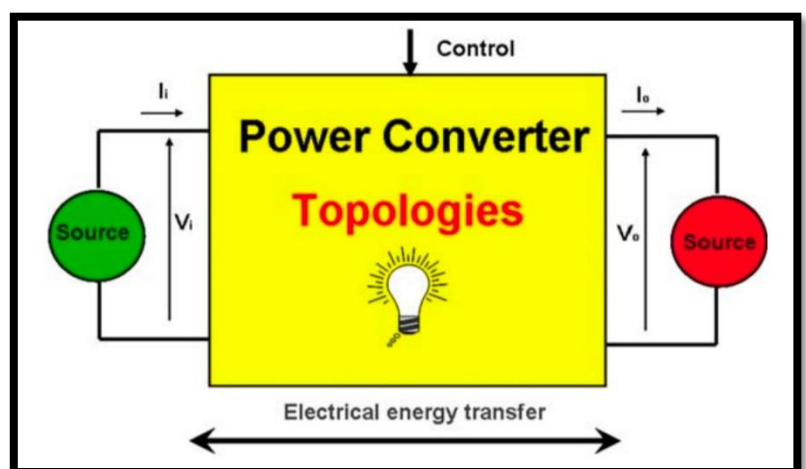 Control
Iᵢ
Iₒ
Power Converter
Topologies
Source
Vᵢ
Vₒ
Source
Electrical energy transfer